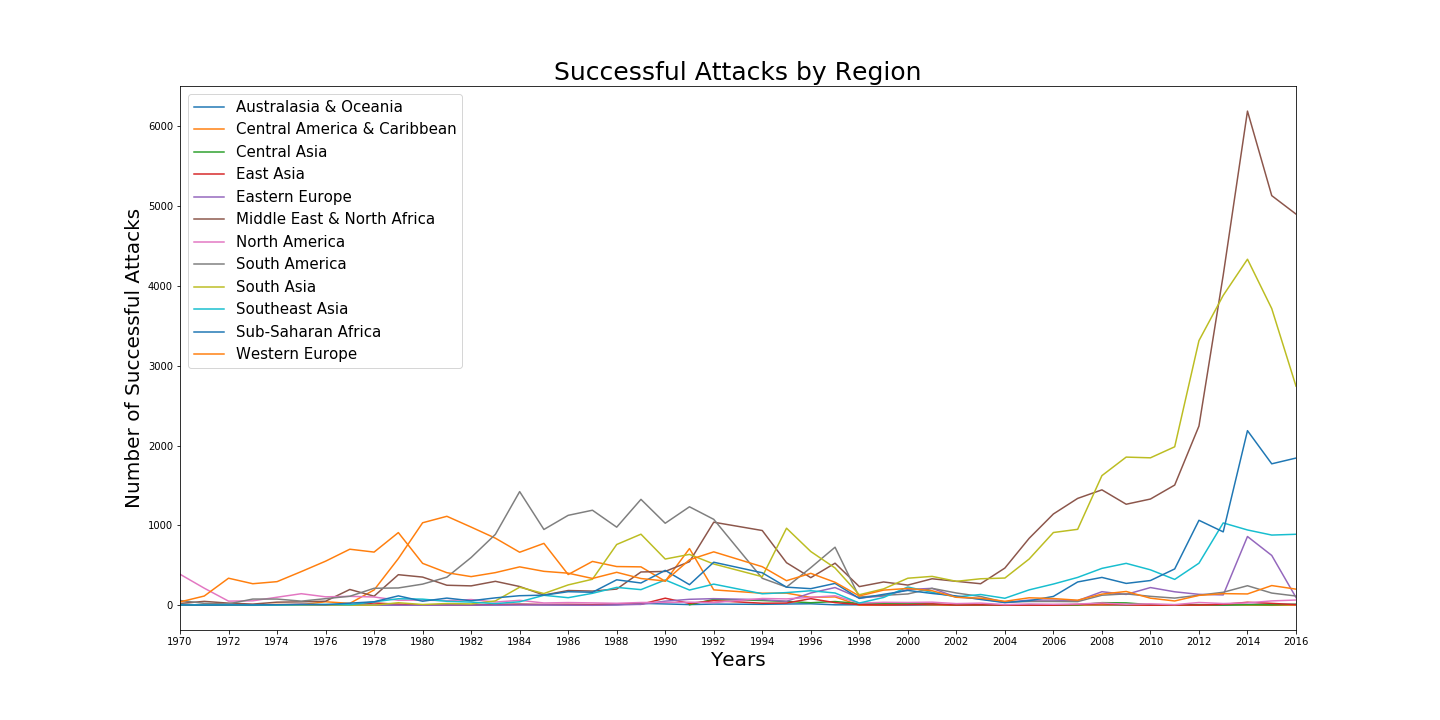 Successful Attacks by Region
Australasia & Oceania
Central America & Caribbean
Central Asia
East Asia
Eastern Europe
Middle East & North Africa
North America
South America
South Asia
Southeast Asia
Sub-Saharan Africa
Western Europe
Number of Successful Attacks
6000
5000
4000
3000
2000
1000
0
1970 1972 1974 1976 1978 1980 1982 1984 1986 1988 1990 1992 1994 1996 1998 2000 2002 2004 2006 2008 2010 2012 2014 2016
Years